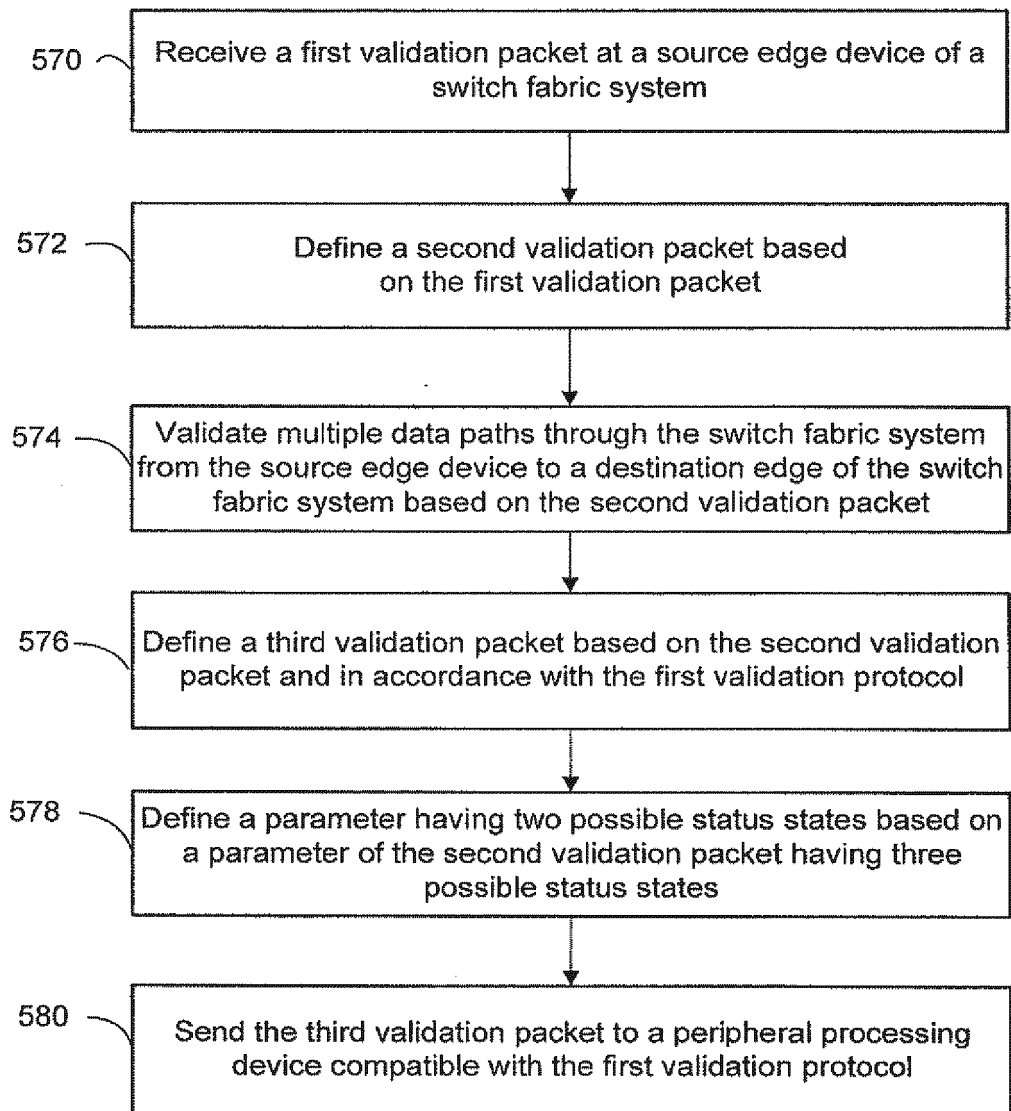 570
Receive a first validation packet at a source edge device of a
switch fabric system
572
Define a second validation packet based
on the first validation packet
574
Validate multiple data paths through the switch fabric system
from the source edge device to a destination edge of the switch
fabric system based on the second validation packet
576
Define a third validation packet based on the second validation
packet and in accordance with the first validation protocol
578
Define a parameter having two possible status states based on
a parameter of the second validation packet having three
possible status states
580
Send the third validation packet to a peripheral processing
device compatible with the first validation protocol